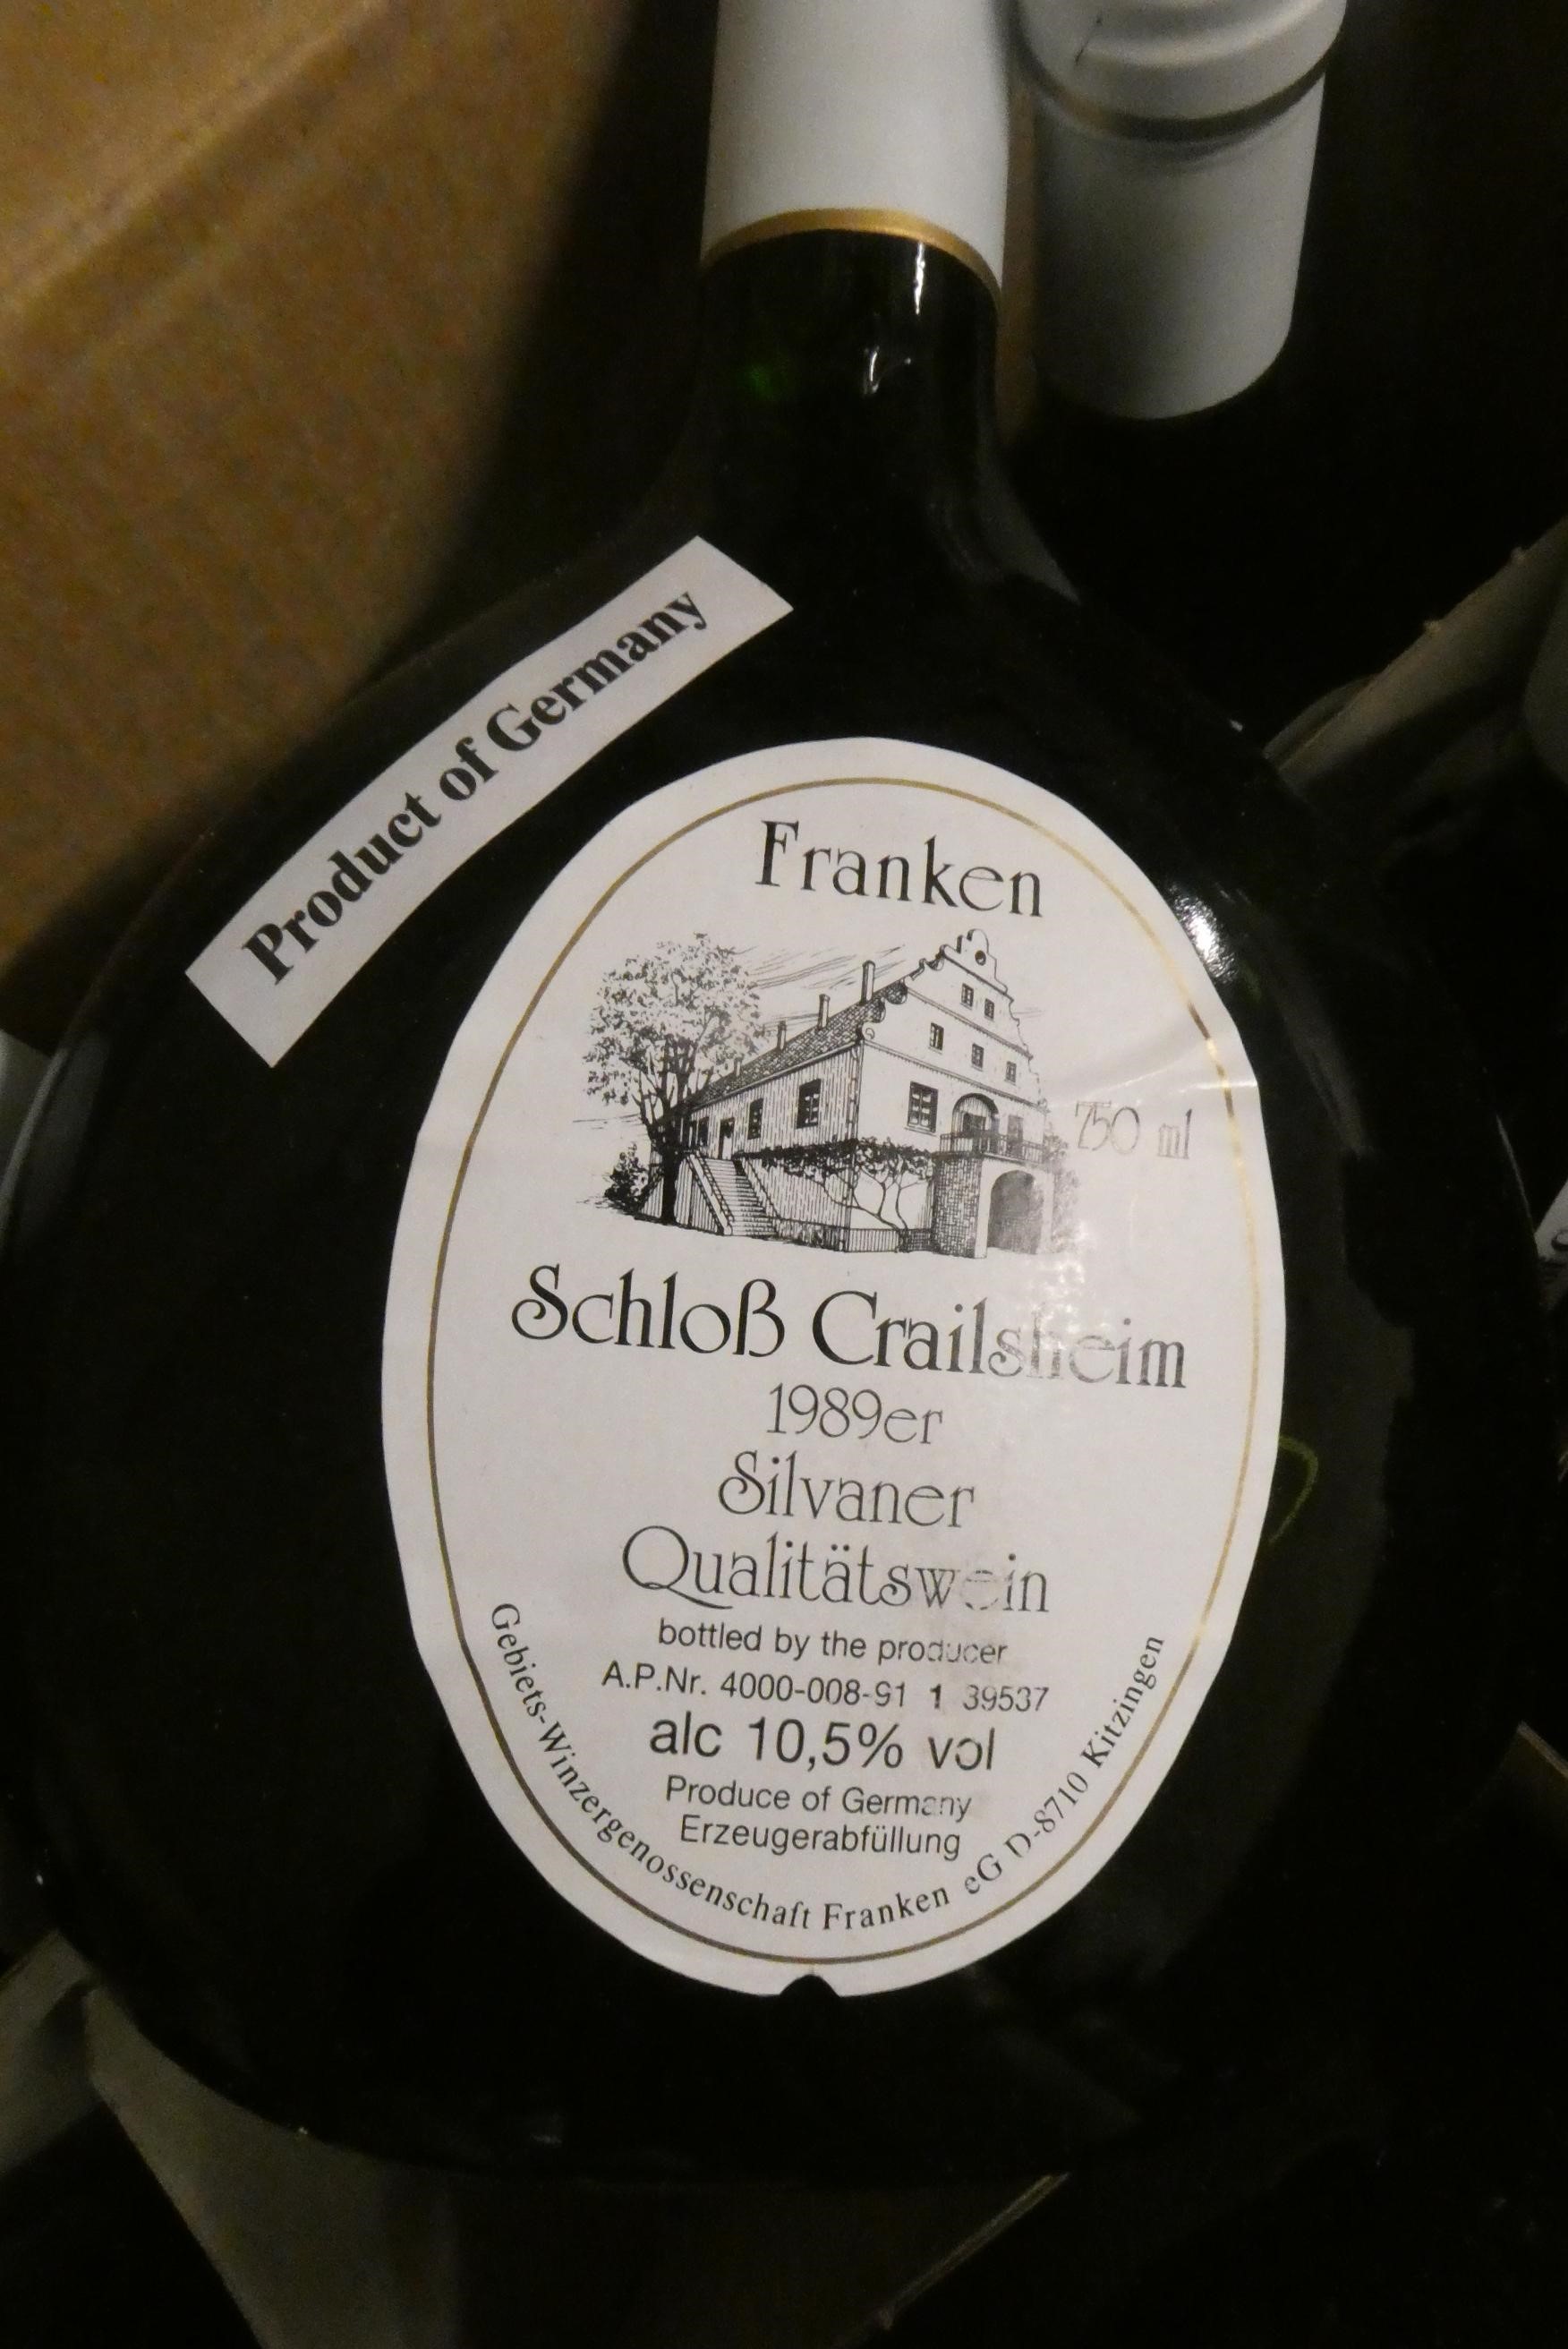 Product of Germany
Franken
750 ml
Schloß Crailsheim
1989er
Silvaner
Qualitätswein
bottled by the producer
A.P.Nr. 4000-008-91 1 39537
alc 10,5% vol
Produce of Germany
Erzeugerabfüllung
Gebiets-Winzergenossenschaft Franken eG D-8710 Kitzingen